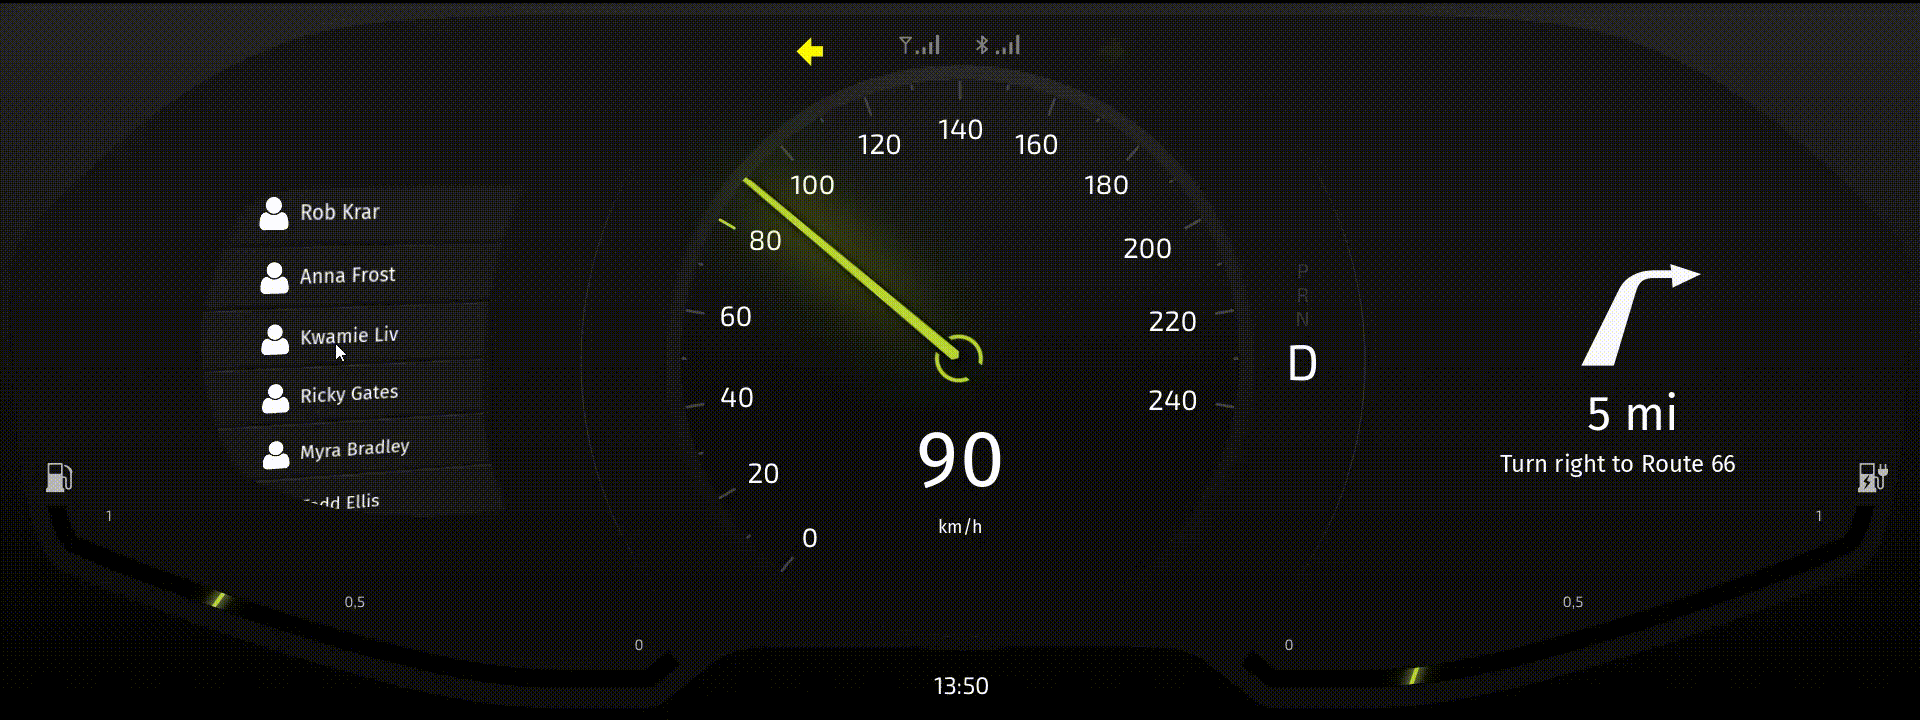 Rob Krar
Anna Frost
Kwamie Liv
Ricky Gates
Myra Bradley
Ellis
1
0,5
0
0
20
40
60
80
100
120
140
160
180
200
220
240
90
km/h
P
R
N
D
5 mi
Turn right to Route 66
1
0,5
0
13:50